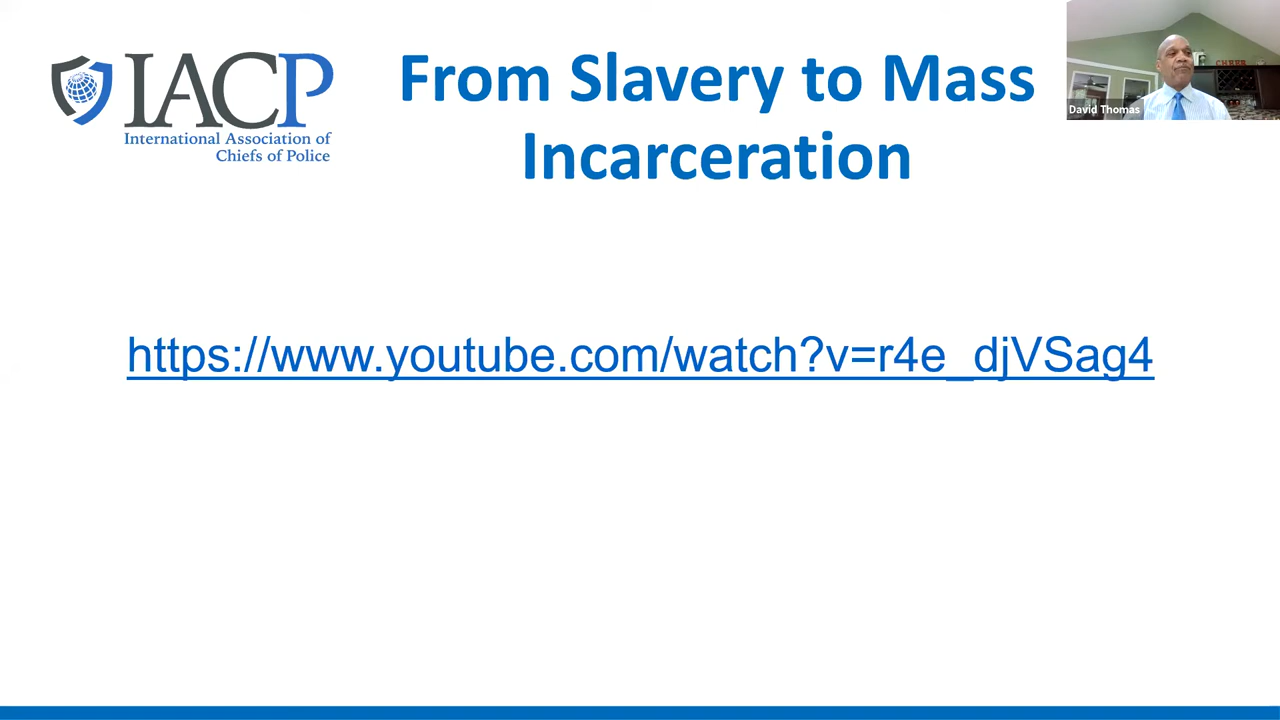 IACP
International Association of
Chiefs of Police
From Slavery to Mass
Incarceration
CHEER
David Thomas
https://www.youtube.com/watch?v=r4e_djVSag4